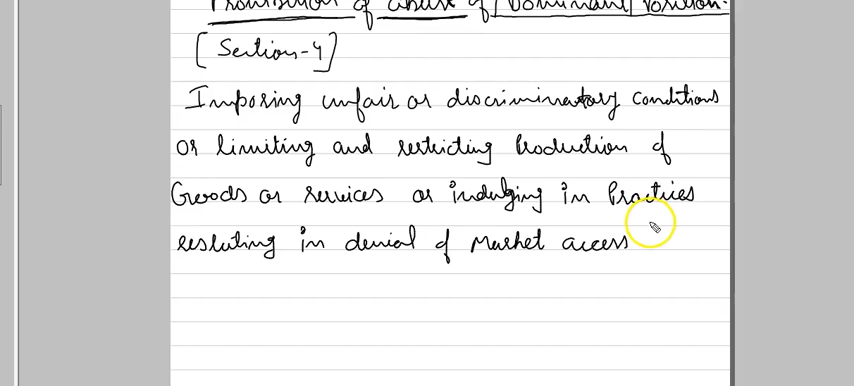 Prohibition of abuse of Dominant Position.
[Section-4]
Imposing unfair or discriminatory conditions
or limiting and restricting Production of
Goods or services or indulging in Practices
resluting in denial of Market access